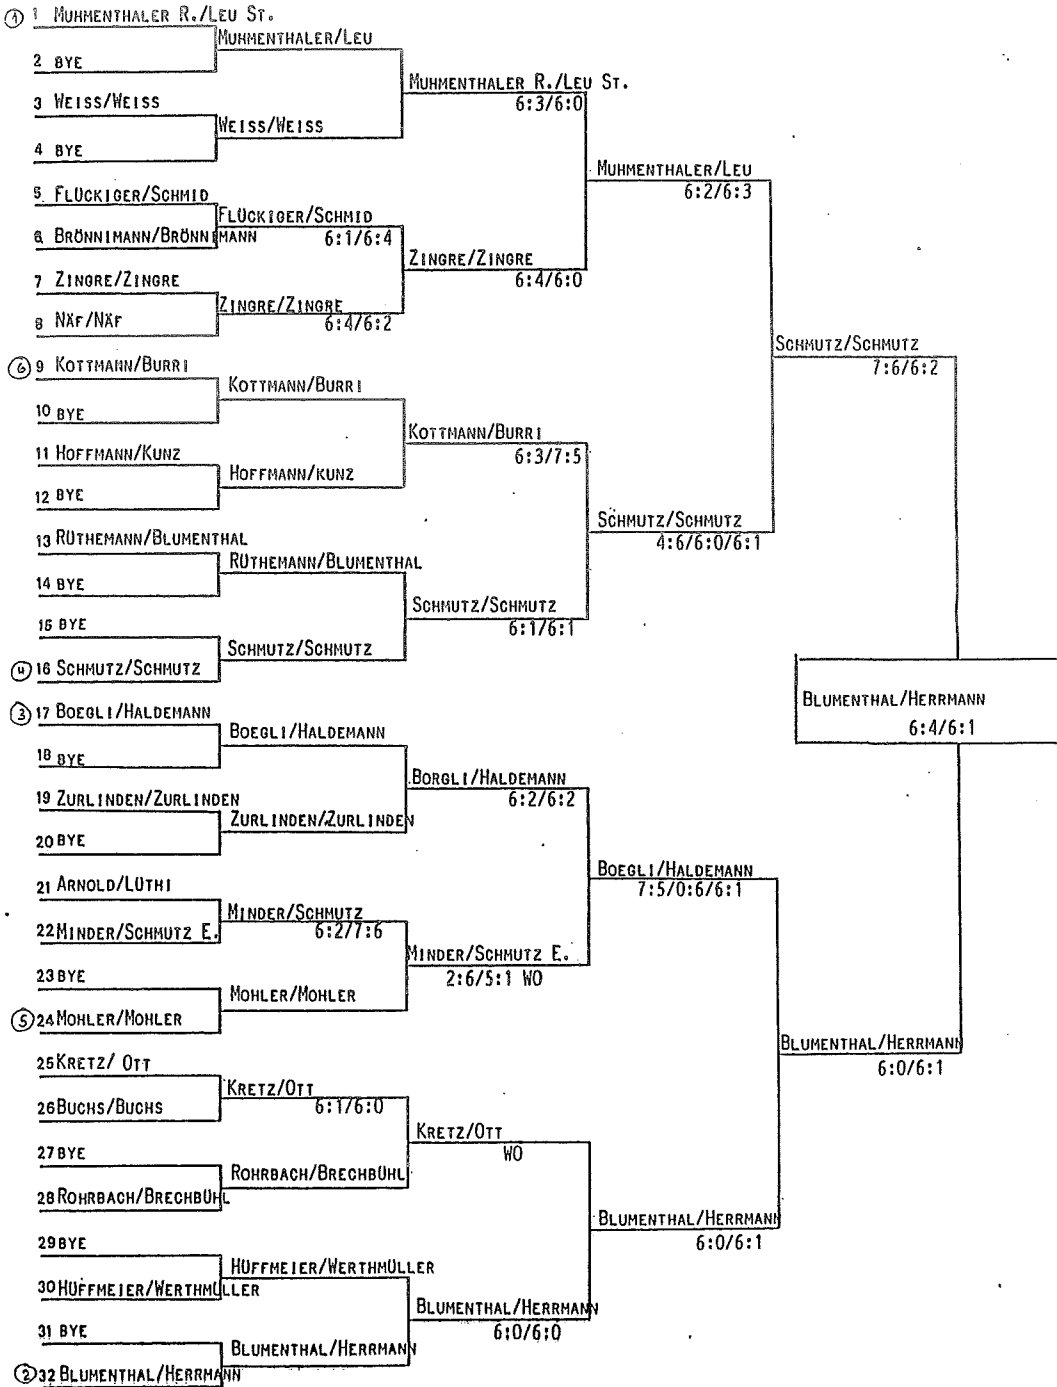 ① 1 MUHMENTHALER R./LEU ST.
MUHMENTHALER/LEU
2 BYE
MUHMENTHALER R./LEU ST.
6:3/6:0
3 WEISS/WEISS
WEISS/WEISS
4 BYE
MUHMENTHALER/LEU
6:2/6:3
5. FLÜCKIGER/SCHMID
FLÜCKIGER/SCHMID
6:1/6:4
6. BRÖNNIMANN/BRÖNNIMANN
ZINGRE/ZINGRE
6:4/6:0
7 ZINGRE/ZINGRE
ZINGRE/ZINGRE
6:4/6:2
8 NÄF/NÄF
SCHMUTZ/SCHMUTZ
7:6/6:2
⑥ 9 KOTTMANN/BURRI
KOTTMANN/BURRI
10 BYE
KOTTMANN/BURRI
6:3/7:5
11 HOFFMANN/KUNZ
HOFFMANN/KUNZ
12 BYE
SCHMUTZ/SCHMUTZ
4:6/6:0/6:1
13 RÜTHEMANN/BLUMENTHAL
RÜTHEMANN/BLUMENTHAL
14 BYE
SCHMUTZ/SCHMUTZ
6:1/6:1
15 BYE
SCHMUTZ/SCHMUTZ
④ 16 SCHMUTZ/SCHMUTZ
BLUMENTHAL/HERRMANN
6:4/6:1
③ 17 BOEGLI/HALDEMANN
BOEGLI/HALDEMANN
18 BYE
BORGLI/HALDEMANN
6:2/6:2
19 ZURLINDEN/ZURLINDEN
ZURLINDEN/ZURLINDEN
20 BYE
BOEGLI/HALDEMANN
7:5/0:6/6:1
21 ARNOLD/LÜTHI
MINDER/SCHMUTZ
6:2/7:6
22 MINDER/SCHMUTZ E.
MINDER/SCHMUTZ E.
2:6/5:1 WO
23 BYE
MOHLER/MOHLER
⑤ 24 MOHLER/MOHLER
BLUMENTHAL/HERRMANN
6:0/6:1
25 KRETZ/ OTT
KRETZ/OTT
6:1/6:0
26 BUCHS/BUCHS
KRETZ/OTT
WO
27 BYE
ROHRBACH/BRECHBÜHL
28 ROHRBACH/BRECHBÜHL
BLUMENTHAL/HERRMANN
6:0/6:1
29 BYE
HÜFFMEIER/WERTHMÜLLER
30 HÜFFMEIER/WERTHMÜLLER
BLUMENTHAL/HERRMANN
6:0/6:0
31 BYE
BLUMENTHAL/HERRMANN
② 32 BLUMENTHAL/HERRMANN